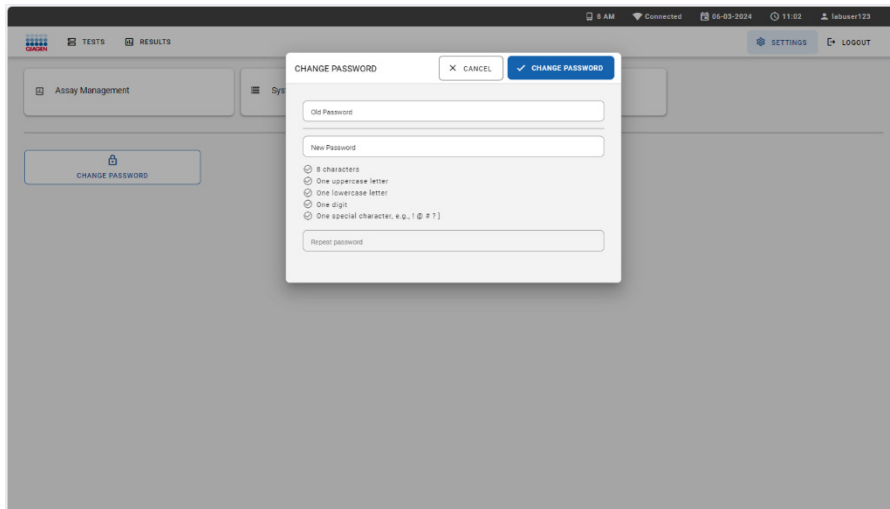 8 AM Connected 06-03-2024 11:02 labuser123
QIAGEN TESTS RESULTS SETTINGS LOGOUT
CHANGE PASSWORD CANCEL CHANGE PASSWORD
Assay Management Sys
Old Password
New Password
8 characters
One uppercase letter
One lowercase letter
One digit
One special character, e.g., ! @ # ? ]
Repeat password
CHANGE PASSWORD